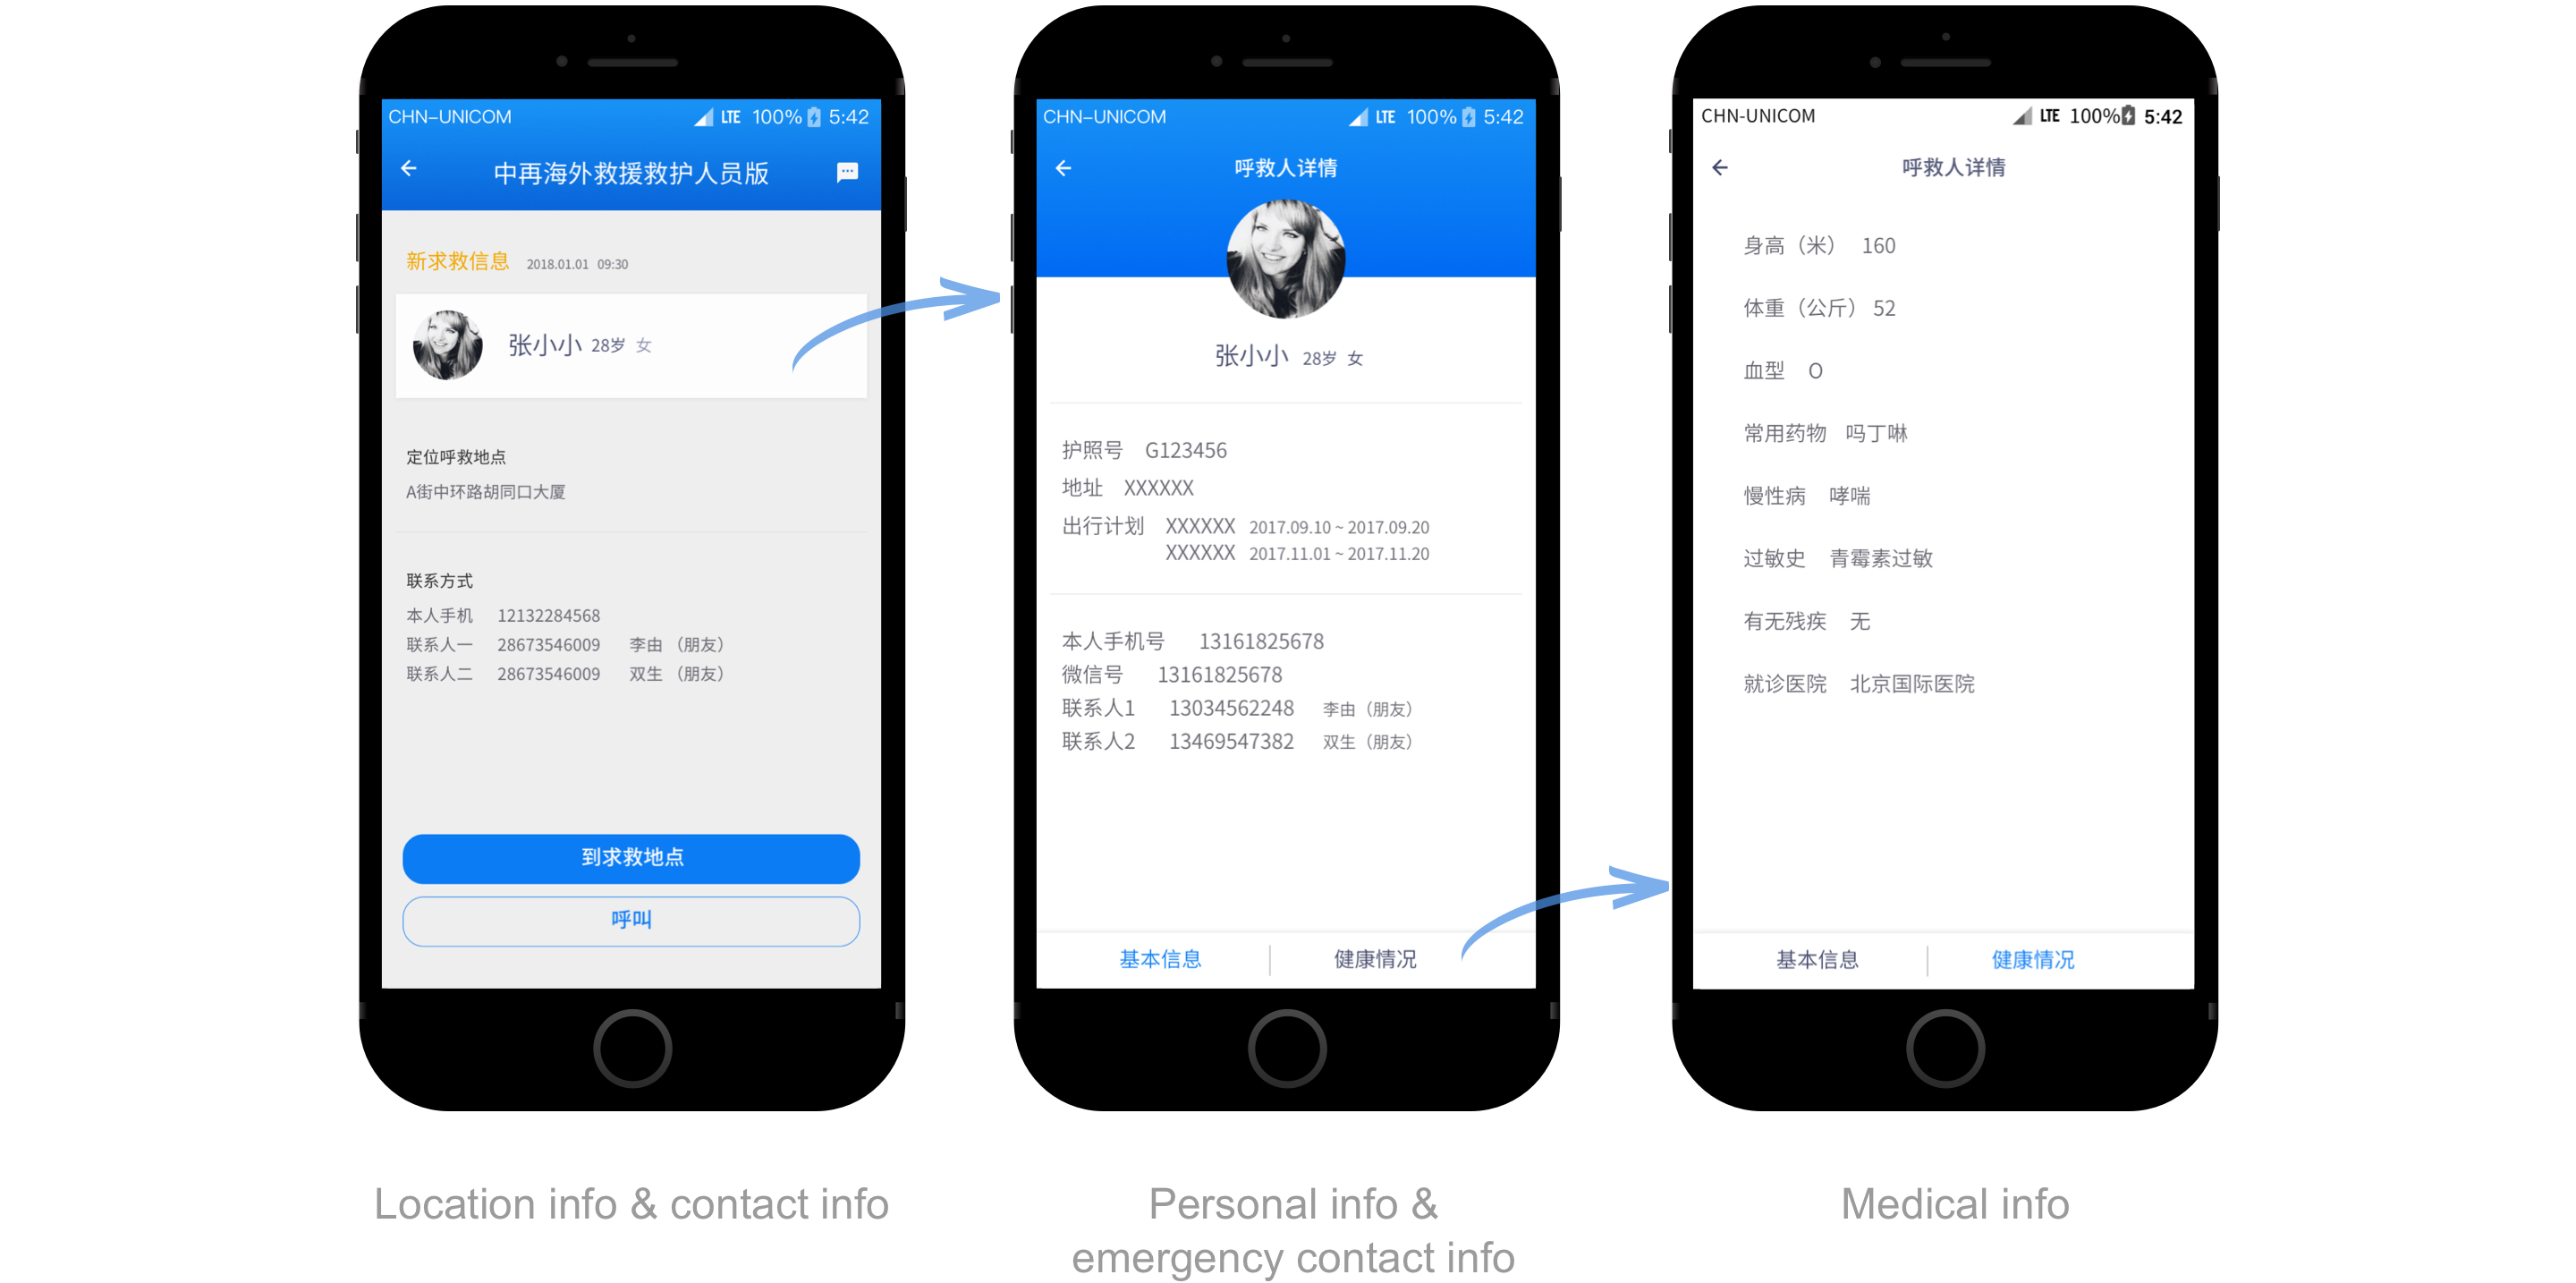 CHN-UNICOM LTE 100% 5:42
中再海外救援救护人员版
新求救信息 2018.01.01 09:30
张小小 28岁 女
定位呼救地点
A街中环路胡同口大厦
联系方式
本人手机 12132284568
联系人一 28673546009 李由 （朋友）
联系人二 28673546009 双生 （朋友）
到求救地点
呼叫
Location info & contact info
CHN-UNICOM LTE 100% 5:42
呼救人详情
张小小 28岁 女
护照号 G123456
地址 XXXXXX
出行计划 XXXXXX 2017.09.10 ~ 2017.09.20
XXXXXX 2017.11.01 ~ 2017.11.20
本人手机号 13161825678
微信号 13161825678
联系人1 13034562248 李由（朋友）
联系人2 13469547382 双生（朋友）
基本信息 健康情况
Personal info &
emergency contact info
CHN-UNICOM LTE 100% 5:42
呼救人详情
身高（米） 160
体重（公斤） 52
血型 O
常用药物 吗丁啉
慢性病 哮喘
过敏史 青霉素过敏
有无残疾 无
就诊医院 北京国际医院
基本信息 健康情况
Medical info